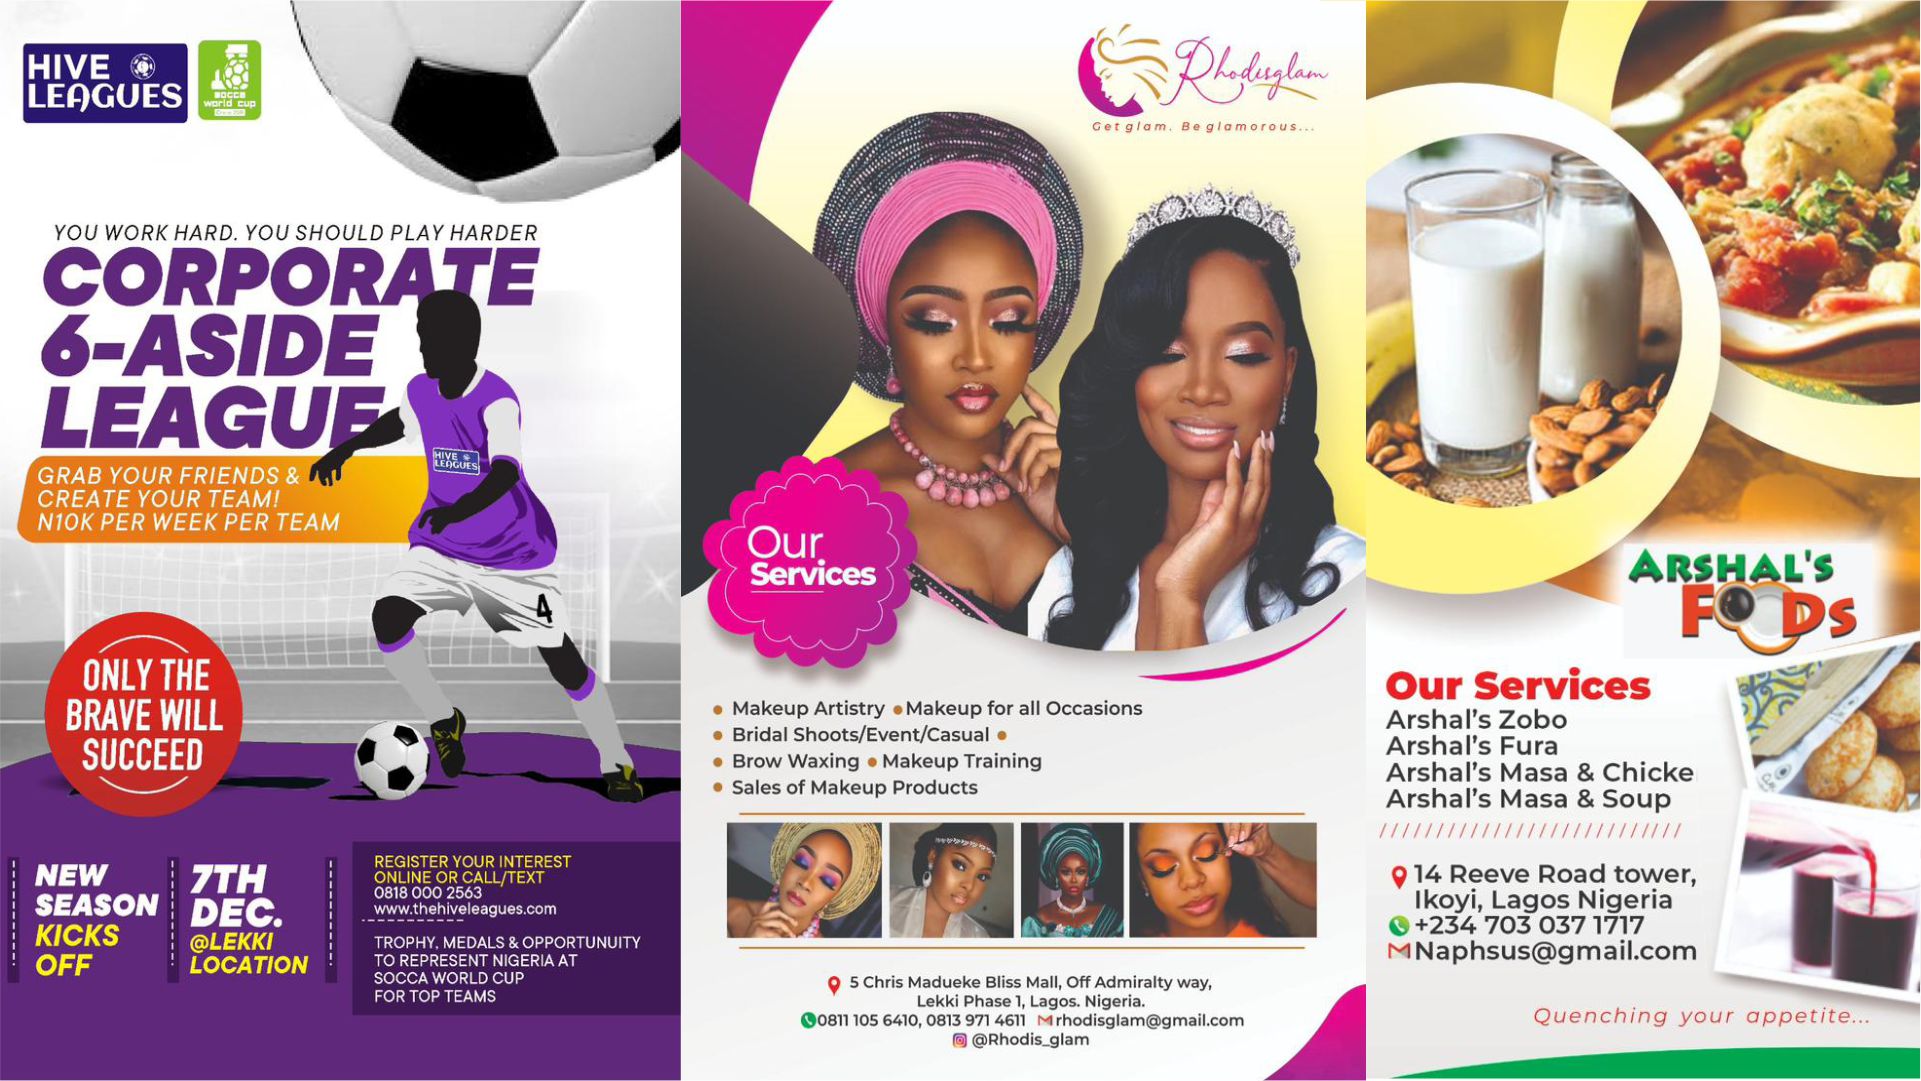 HIVE
LEAGUES
socca
world cup
YOU WORK HARD. YOU SHOULD PLAY HARDER
CORPORATE
6-ASIDE
LEAGUE
GRAB YOUR FRIENDS &
CREATE YOUR TEAM!
N10K PER WEEK PER TEAM
HIVE
LEAGUES
4
ONLY THE
BRAVE WILL
SUCCEED
NEW
SEASON
KICKS
OFF
7TH
DEC.
@LEKKI
LOCATION
REGISTER YOUR INTEREST
ONLINE OR CALL/TEXT
0818 000 2563
www.thehiveleagues.com
TROPHY, MEDALS & OPPORTUNUITY
TO REPRESENT NIGERIA AT
SOCCA WORLD CUP
FOR TOP TEAMS
Rhodisglam
Get glam. Be glamorous...
Our
Services
• Makeup Artistry • Makeup for all Occasions
• Bridal Shoots/Event/Casual •
• Brow Waxing • Makeup Training
• Sales of Makeup Products
5 Chris Madueke Bliss Mall, Off Admiralty way,
Lekki Phase 1, Lagos. Nigeria.
0811 105 6410, 0813 971 4611 rhodisglam@gmail.com
@Rhodis_glam
ARSHAL'S
FOODS
Our Services
Arshal's Zobo
Arshal's Fura
Arshal's Masa & Chicke
Arshal's Masa & Soup
14 Reeve Road tower,
Ikoyi, Lagos Nigeria
+234 703 037 1717
Naphsus@gmail.com
Quenching your appetite...